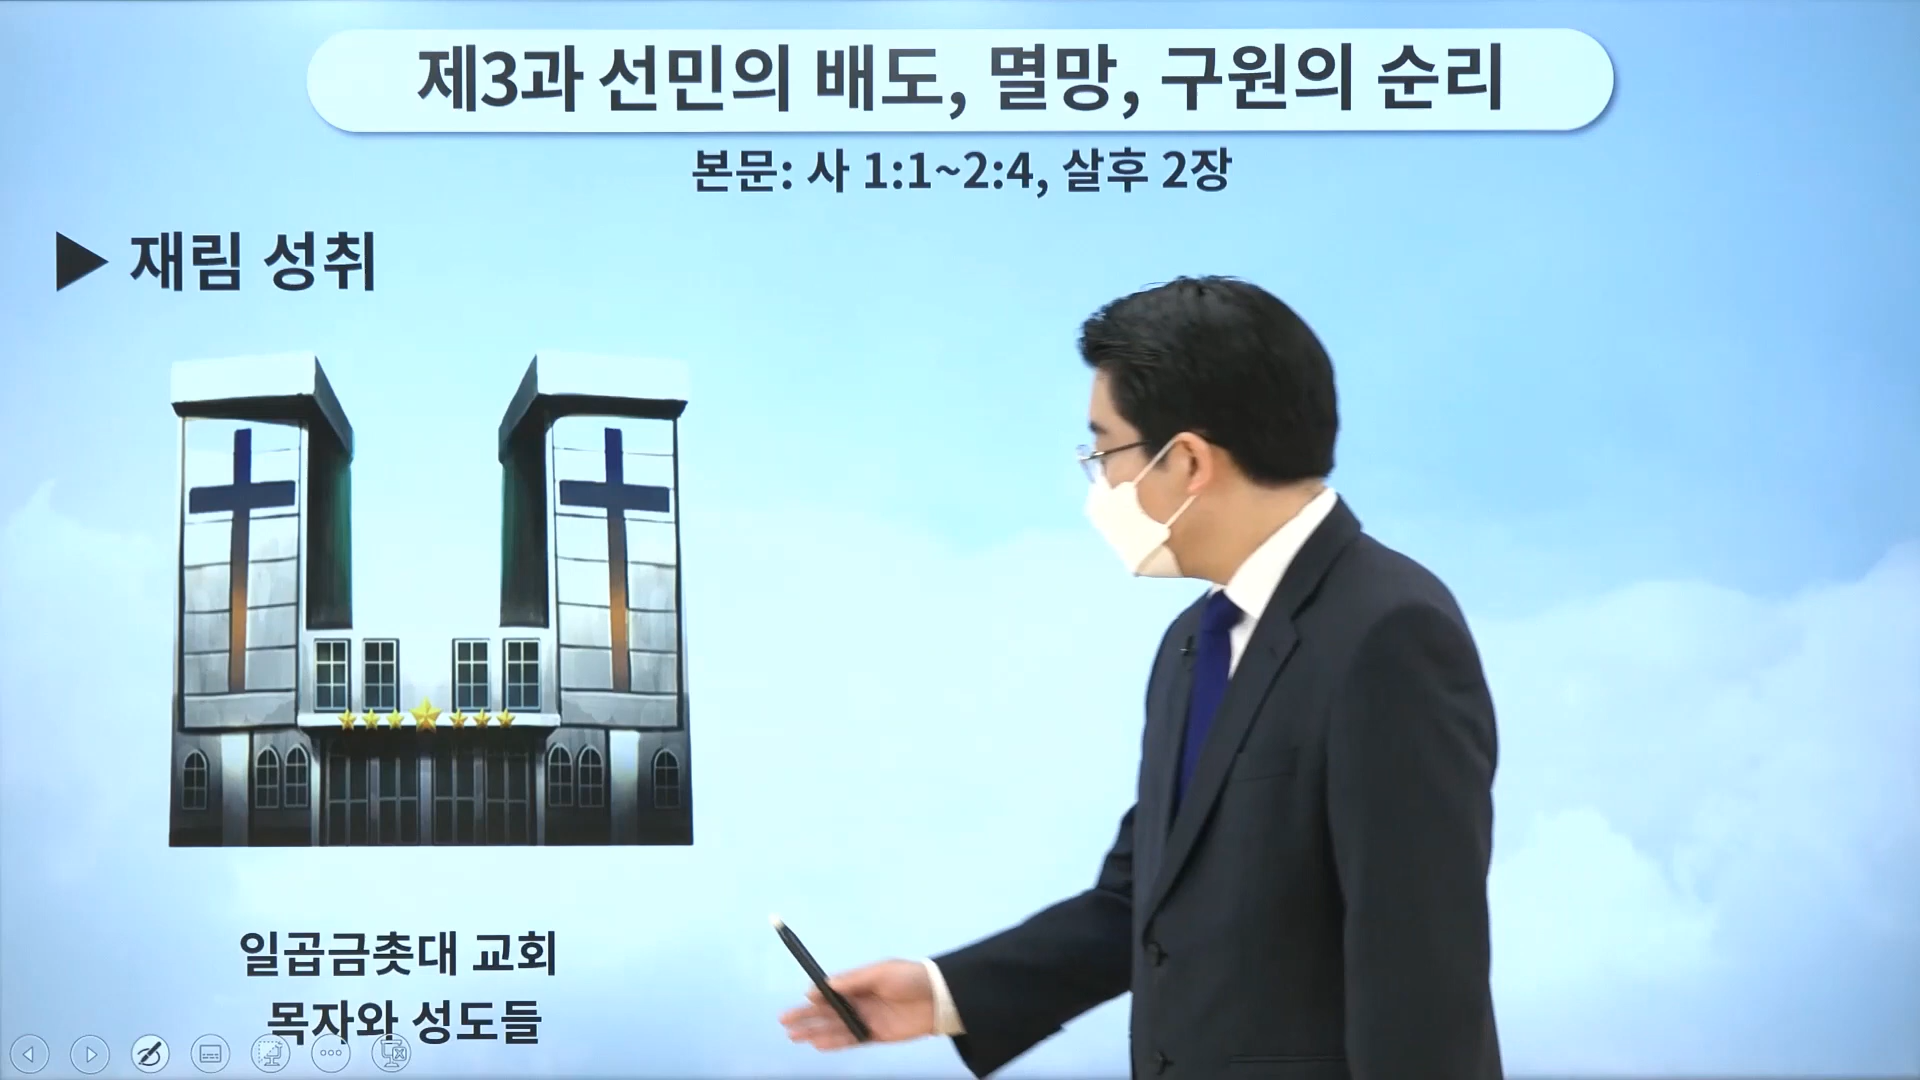 제3과 선민의 배도, 멸망, 구원의 순리
본문: 사 1:1~2:4, 살후 2장
▶ 재림 성취
일곱금촛대 교회
목자와 성도들